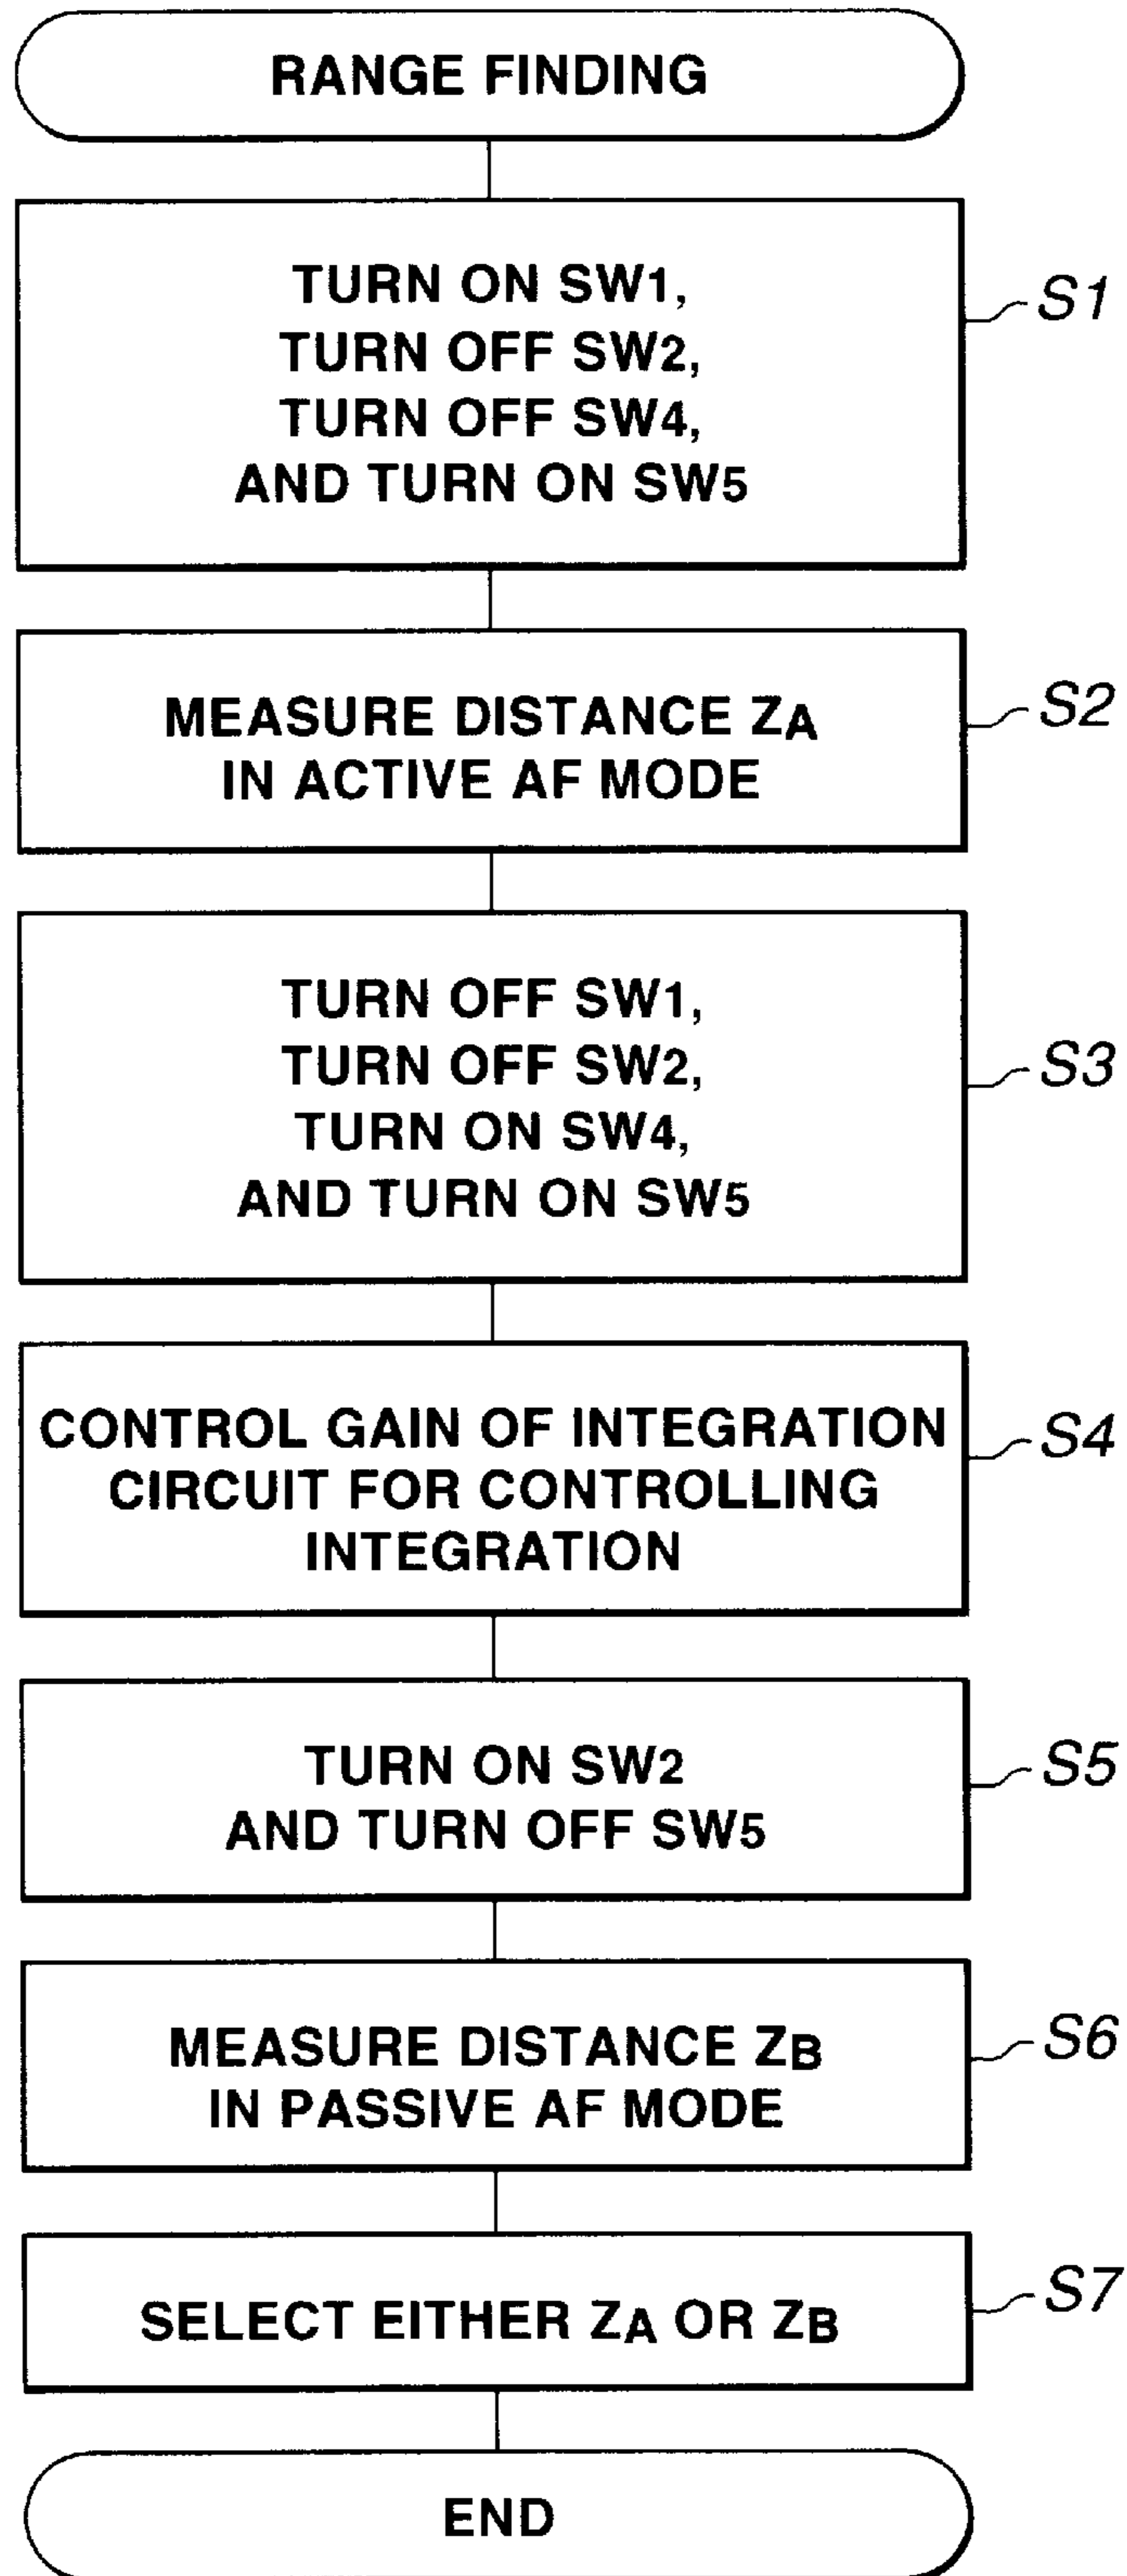 RANGE FINDING
TURN ON SW1,
TURN OFF SW2,
TURN OFF SW4,
AND TURN ON SW5
S1
MEASURE DISTANCE ZA
IN ACTIVE AF MODE
S2
TURN OFF SW1,
TURN OFF SW2,
TURN ON SW4,
AND TURN ON SW5
S3
CONTROL GAIN OF INTEGRATION
CIRCUIT FOR CONTROLLING
INTEGRATION
S4
TURN ON SW2
AND TURN OFF SW5
S5
MEASURE DISTANCE ZB
IN PASSIVE AF MODE
S6
SELECT EITHER ZA OR ZB
S7
END